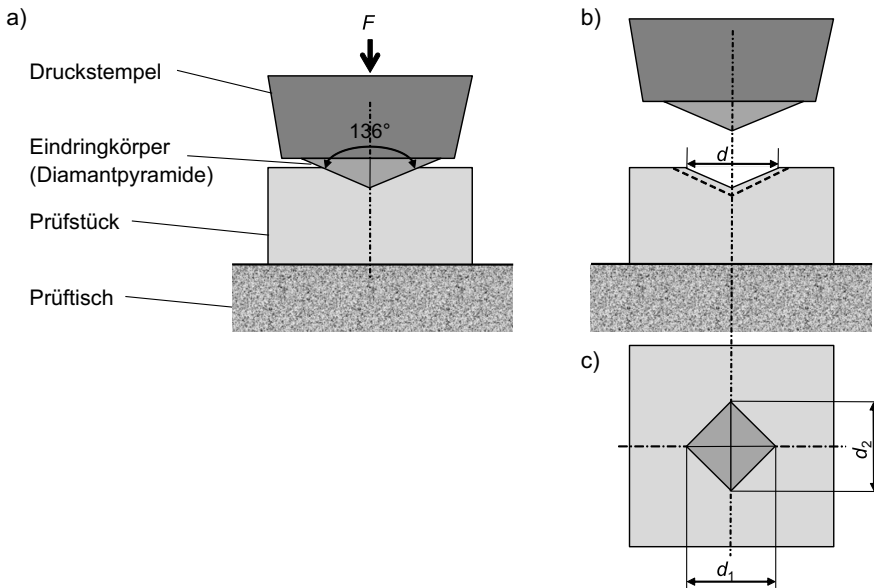 a)
F
Druckstempel
136°
Eindringkörper
(Diamantpyramide)
Prüfstück
Prüftisch
b)
d
c)
d2
d1